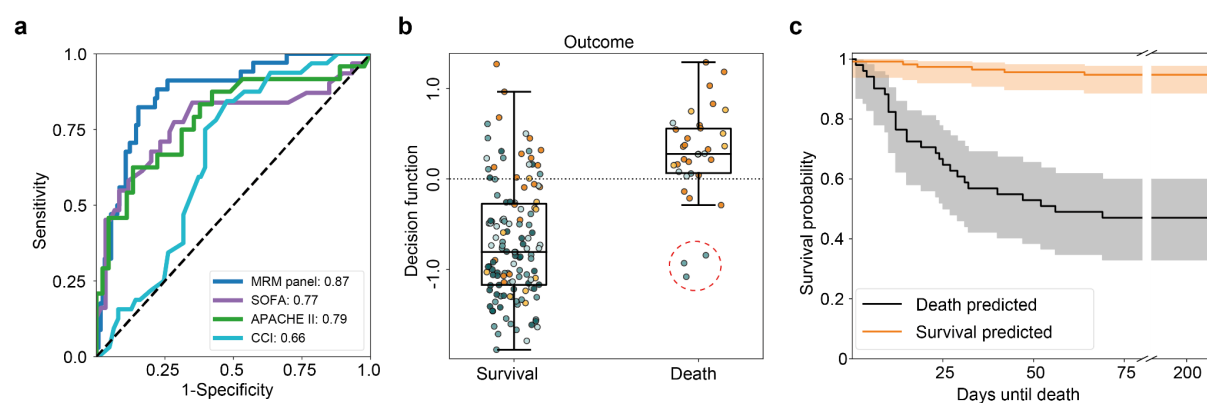 a
1.0
0.75
0.5
0.25
0.0
Sensitivity
0.25
0.5
0.75
1.0
1-Specificity
MRM panel: 0.87
SOFA: 0.77
APACHE II: 0.79
CCI: 0.66
b
Outcome
1.0
0.0
-1.0
Decision function
Survival
Death
c
1
0.8
0.6
0.4
0.2
0
Survival probability
Death predicted
Survival predicted
25
50
75
200
Days until death